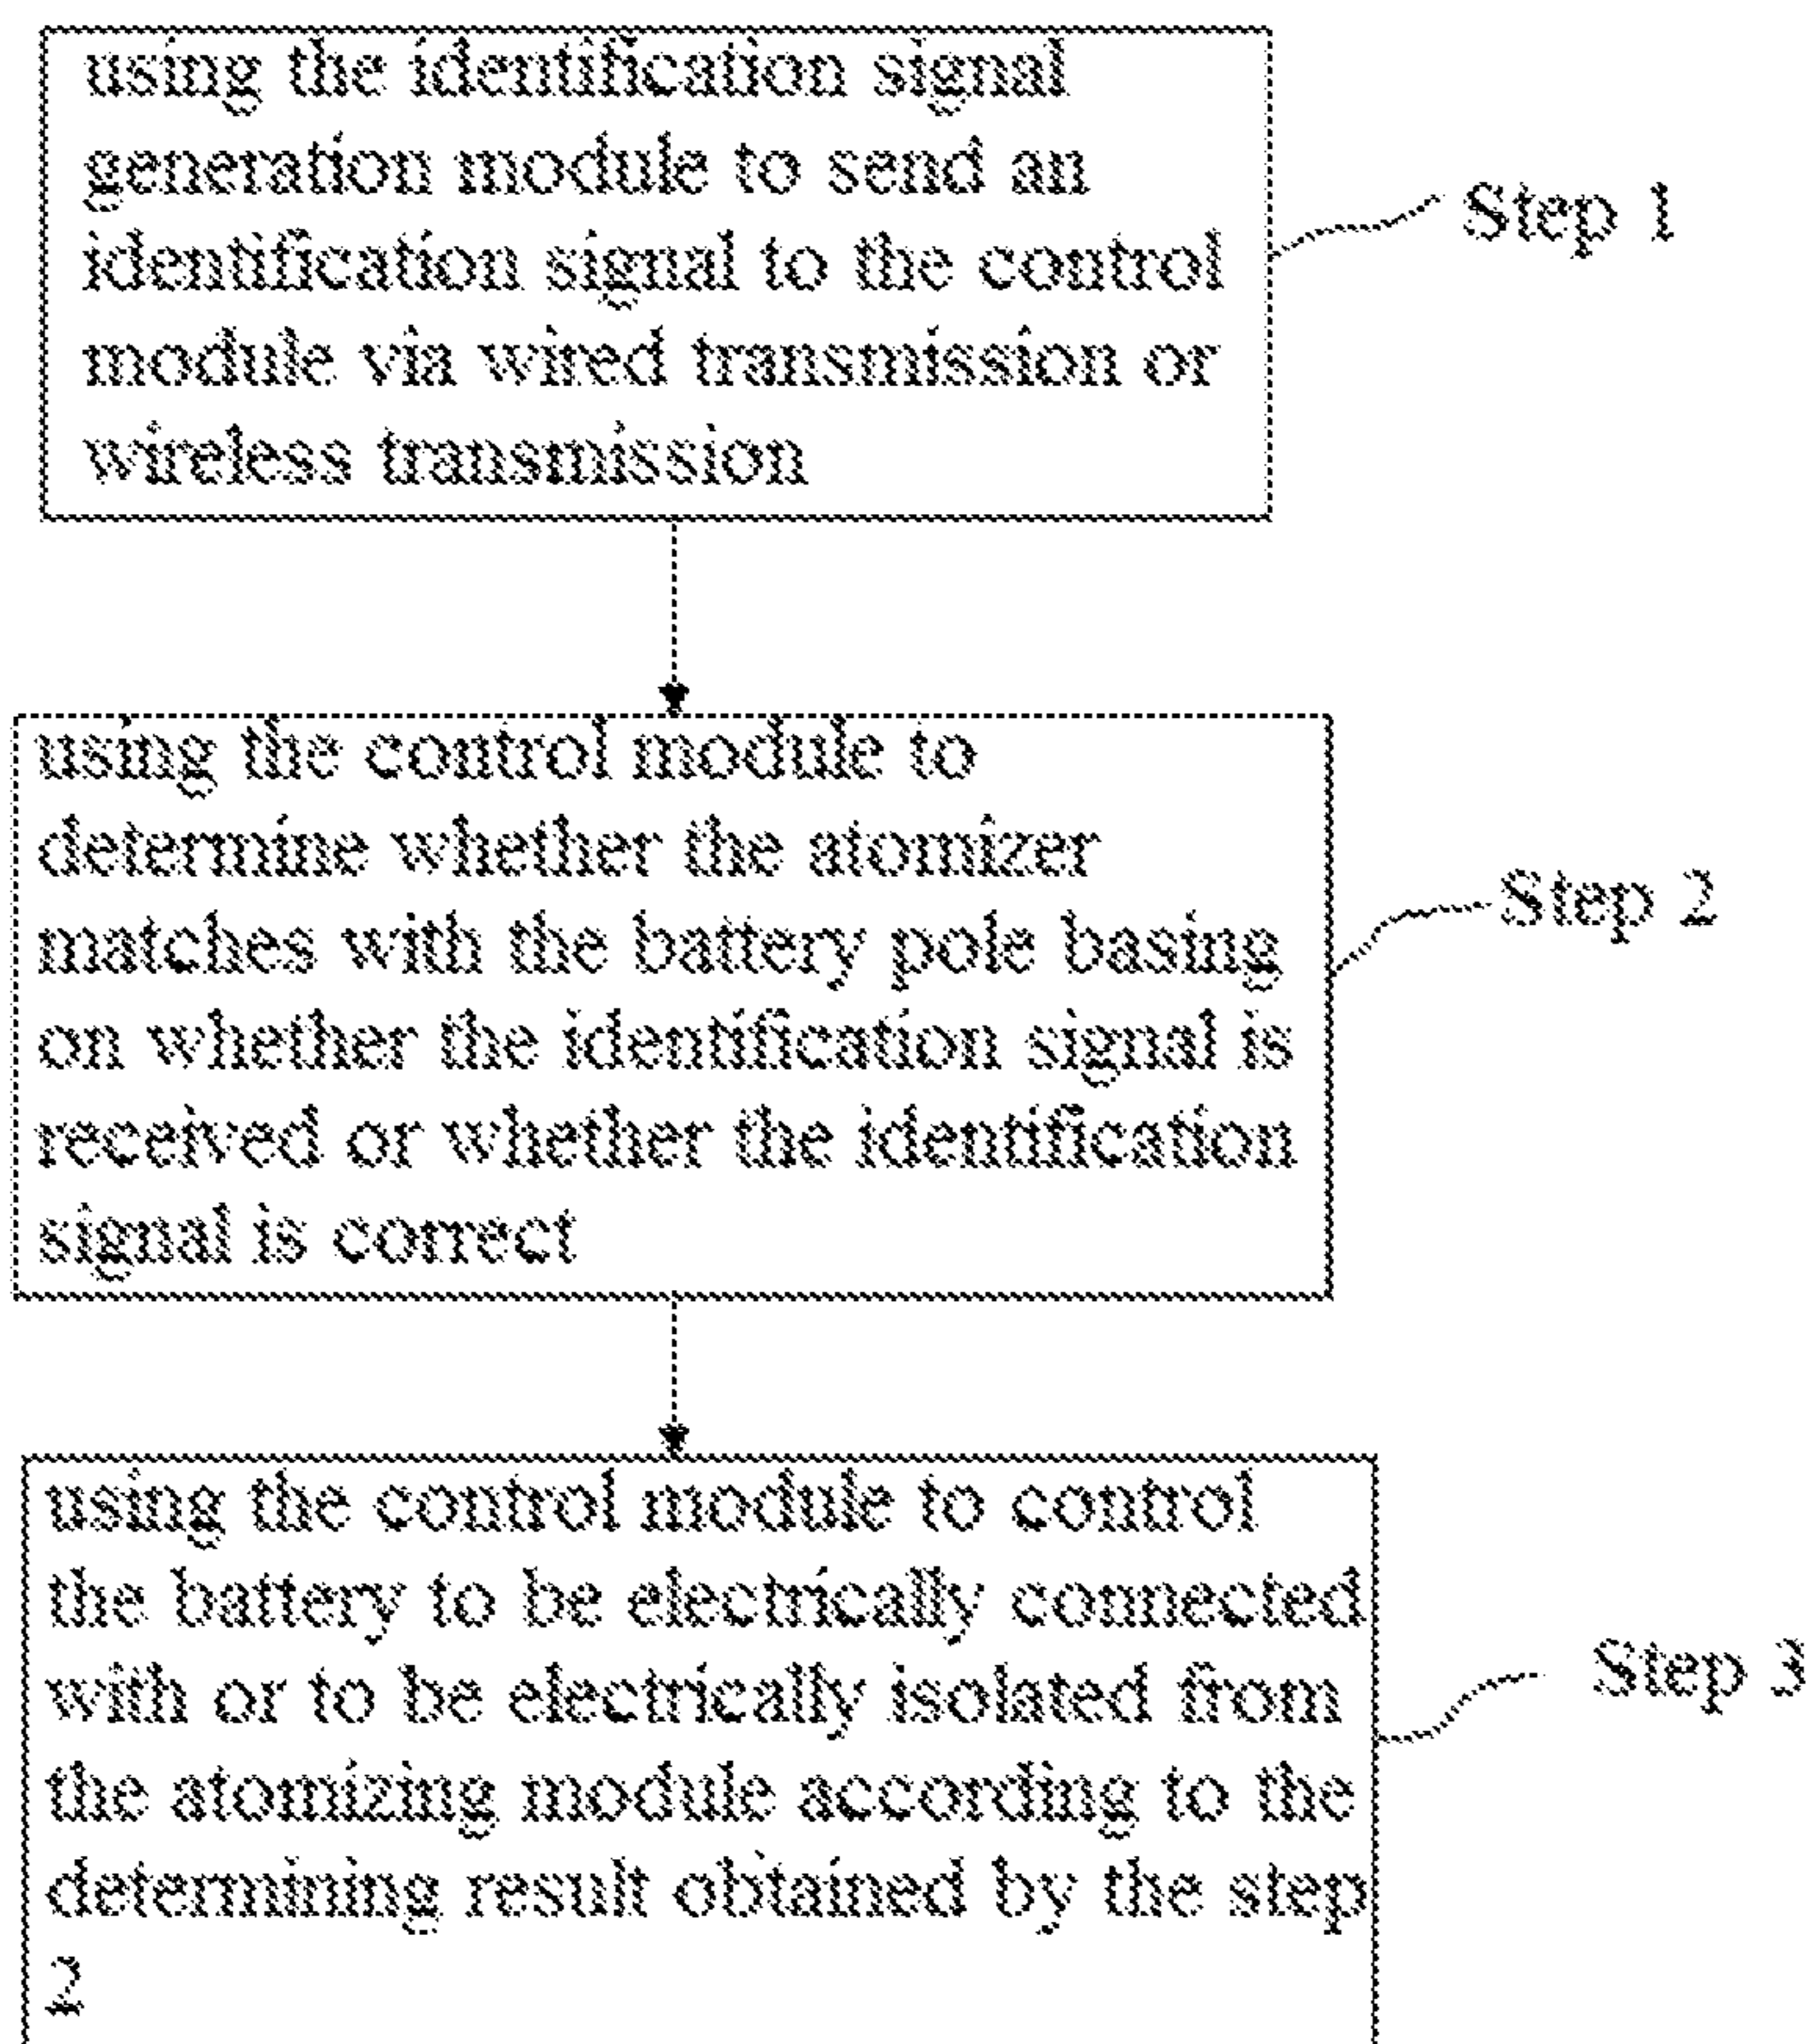 using the identification signal
generation module to send an
identification signal to the control
module via wired transmission or
wireless transmission
Step 1
using the control module to
determine whether the atomizer
matches with the battery pole basing
on whether the identification signal is
received or whether the identification
signal is correct
Step 2
using the control module to control
the battery to be electrically connected
with or to be electrically isolated from
the atomizing module according to the
determining result obtained by the step
2
Step 3